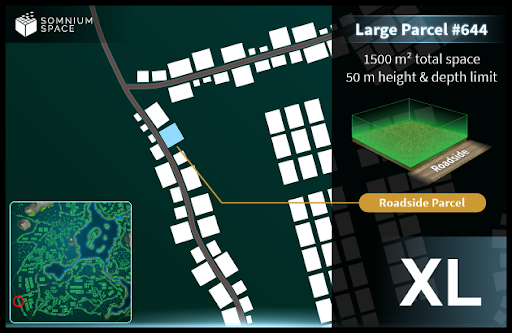 SOMNIUM
SPACE
Large Parcel #644
1500 m² total space
50 m height & depth limit
Roadside
Roadside Parcel
XL